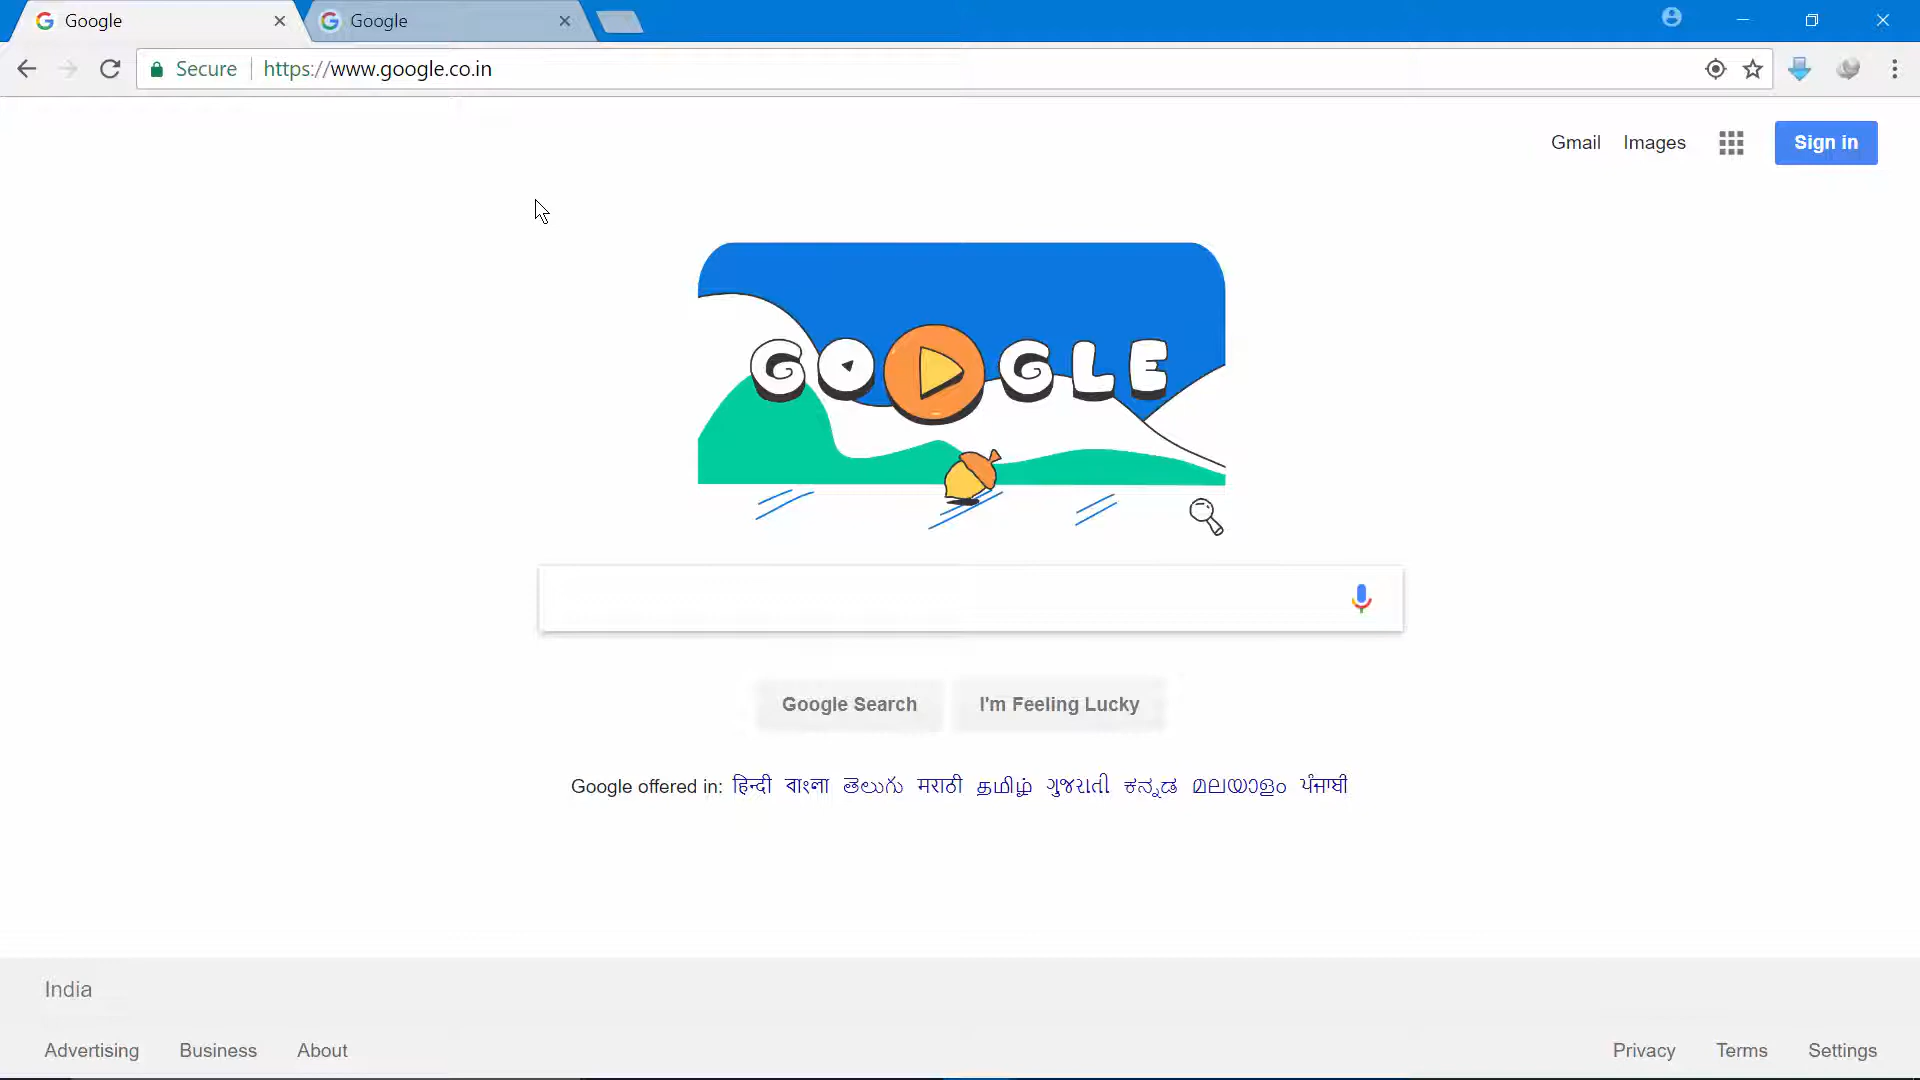 Google Google
Secure https://www.google.co.in
Gmail Images Sign in
GOOGLE
Google Search I'm Feeling Lucky
Google offered in: हिन्दी বাংলা తెలుగు मराठी தமிழ் ગુજરાતી ಕನ್ನಡ മലയാളം ਪੰਜਾਬੀ
India
Advertising Business About Privacy Terms Settings